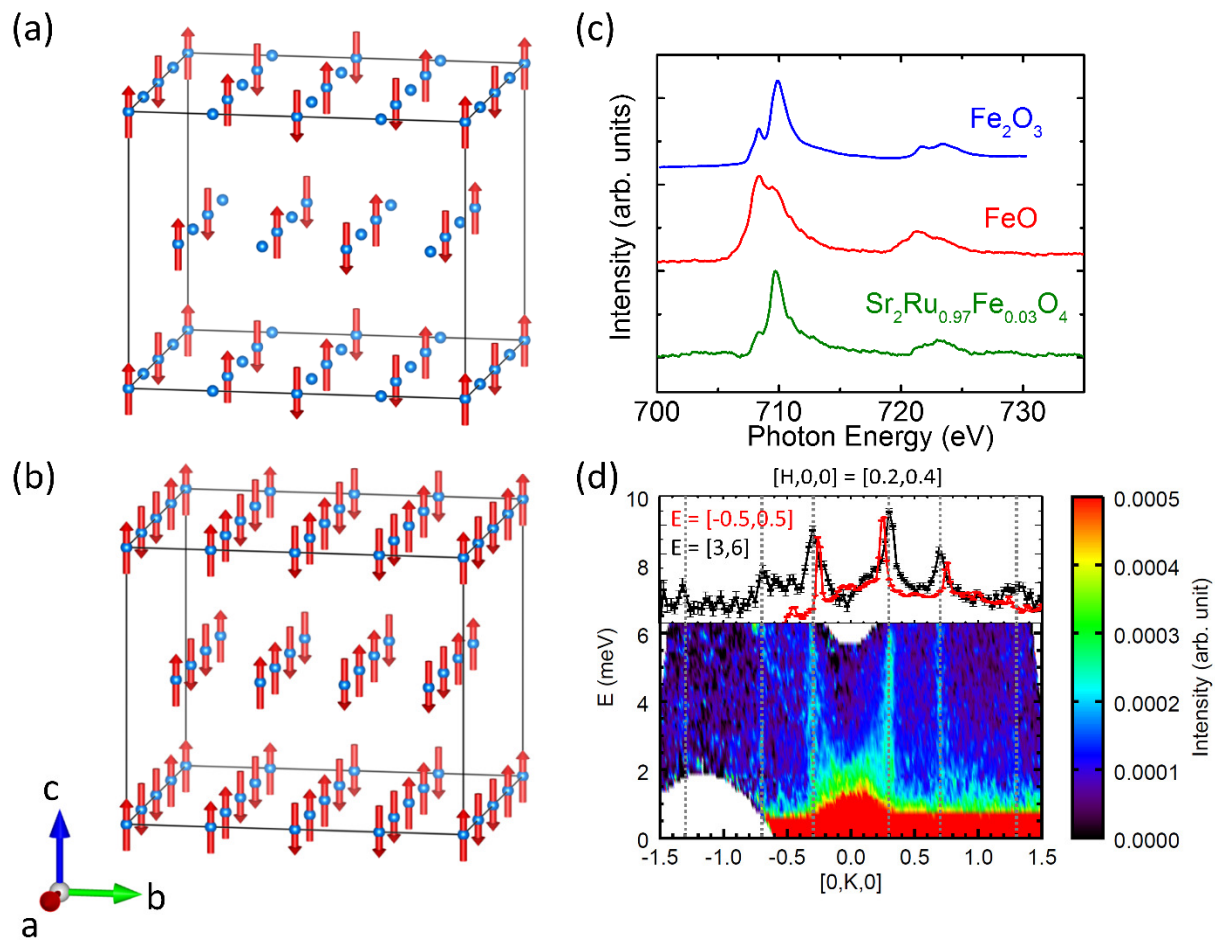 (a)
(b)
c
b
a
(c)
Intensity (arb. units)
Fe₂O₃
FeO
Sr₂Ru₀.₉₇Fe₀.₀₃O₄
700
710
720
730
Photon Energy (eV)
(d)
[H,0,0] = [0.2,0.4]
E = [-0.5,0.5]
E = [3,6]
10
8
6
4
2
0
E (meV)
-1.5
-1.0
-0.5
0.0
0.5
1.0
1.5
[0,K,0]
0.0005
0.0004
0.0003
0.0002
0.0001
0.0000
Intensity (arb. unit)